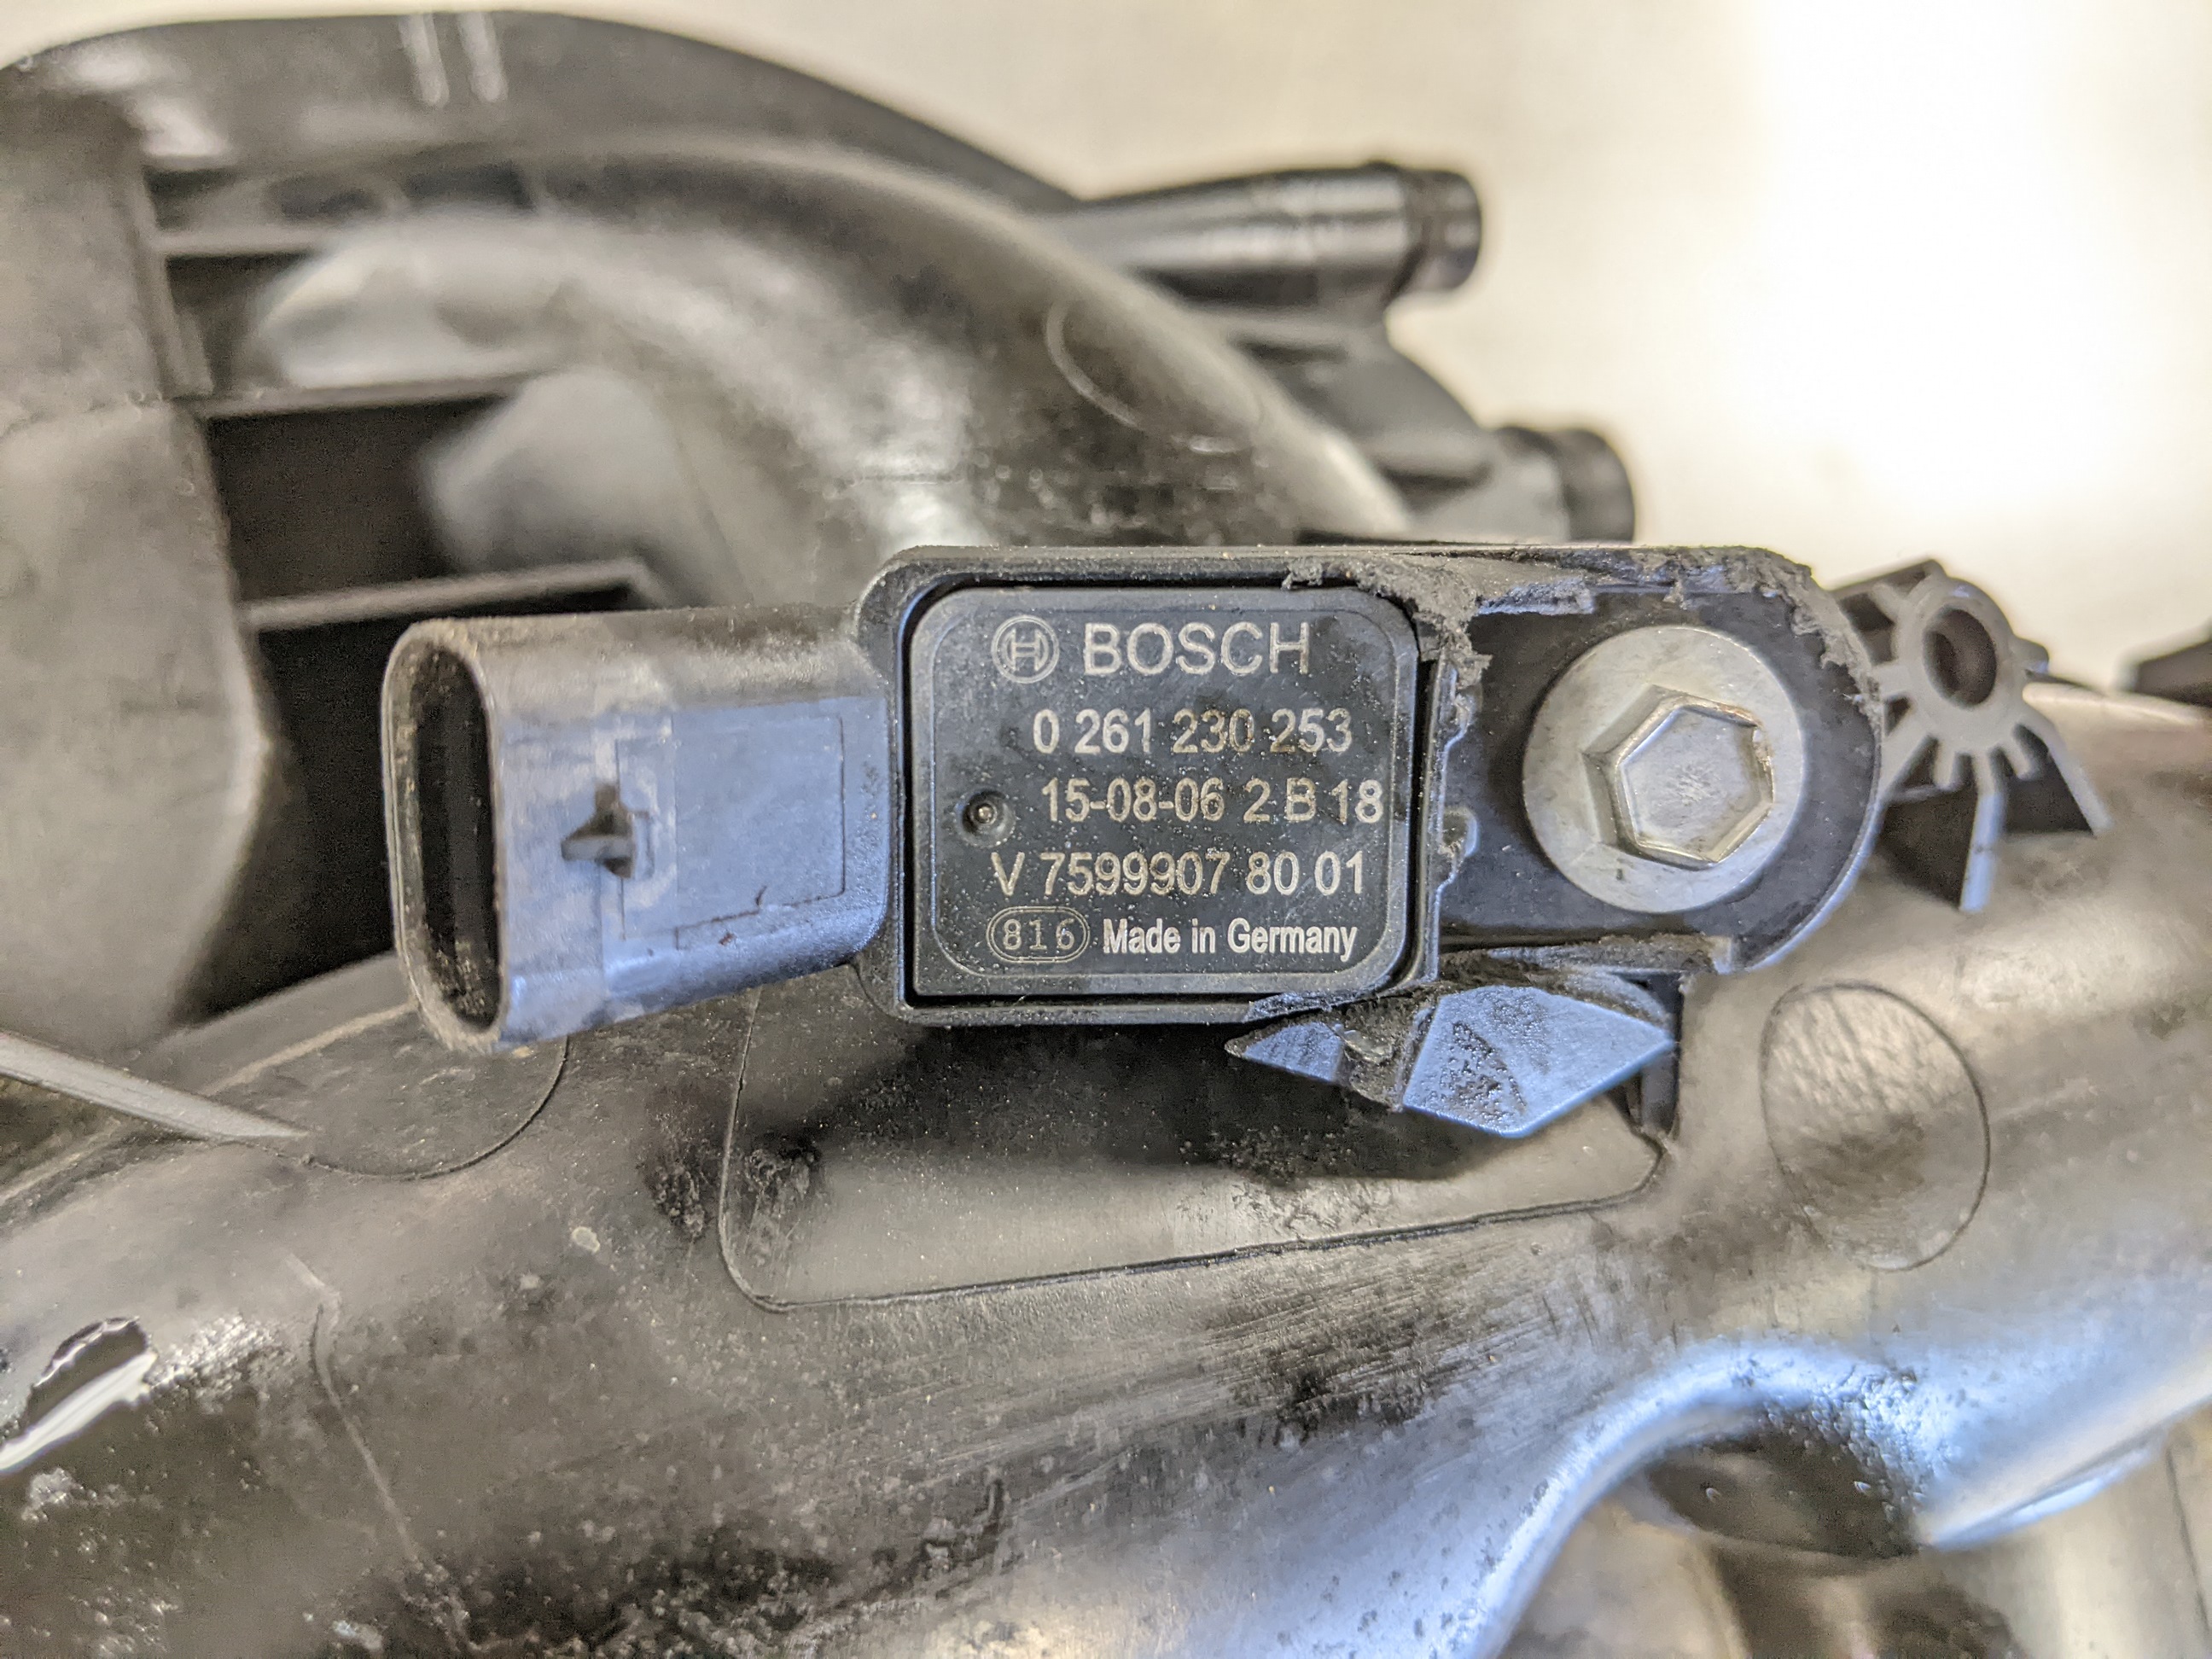 BOSCH
0 261 230 253
15-08-06 2 B 18
V 7599907 80 01
816 Made in Germany